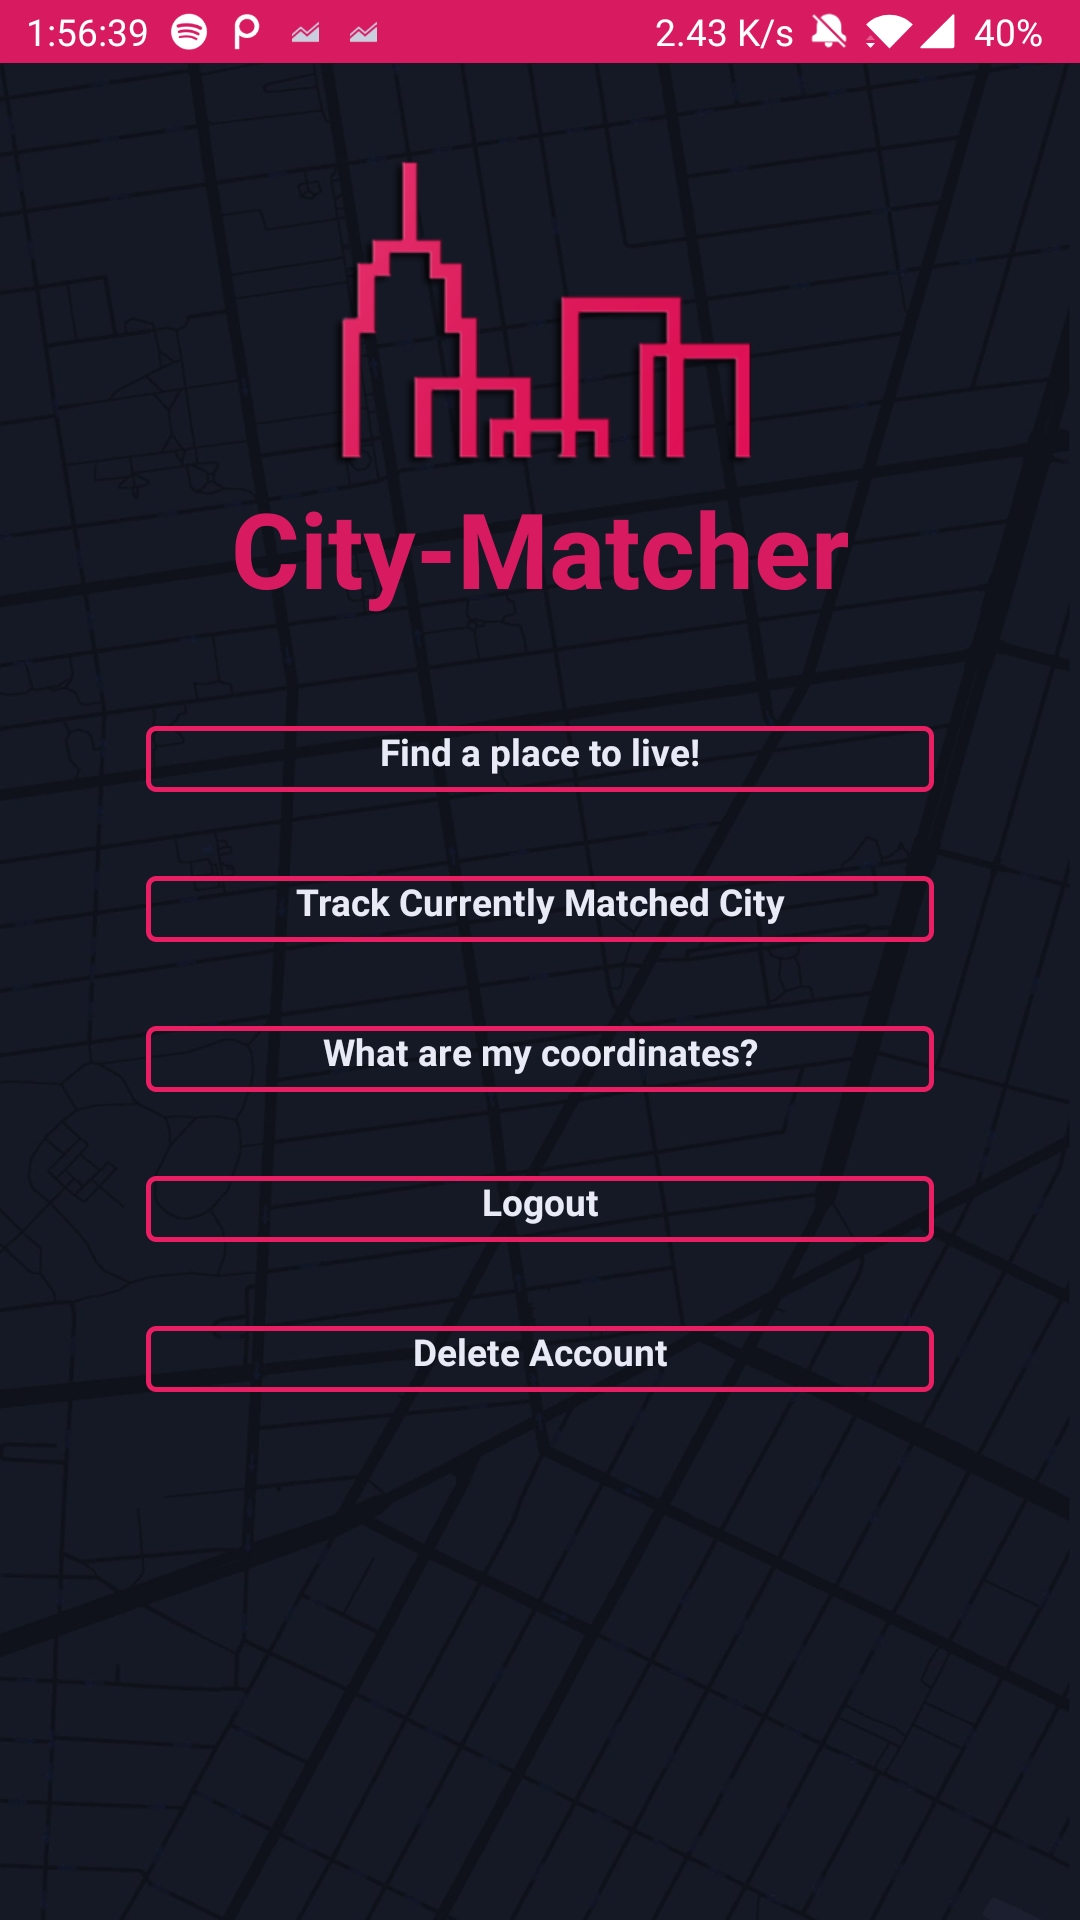 1:56:39 2.43 K/s 40%
City-Matcher
Find a place to live!
Track Currently Matched City
What are my coordinates?
Logout
Delete Account